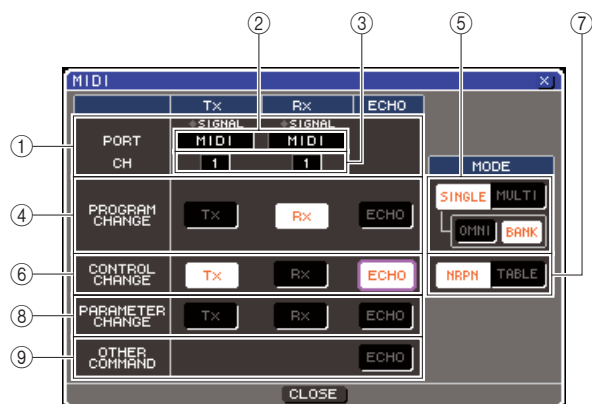 ② ③ ⑤ ⑦
MIDI X
Tx Rx ECHO
SIGNAL SIGNAL
① PORT MIDI MIDI
CH 1 1
MODE
④ PROGRAM CHANGE Tx Rx ECHO
SINGLE MULTI
OMNI BANK
⑥ CONTROL CHANGE Tx Rx ECHO
NRPN TABLE
⑧ PARAMETER CHANGE Tx Rx ECHO
⑨ OTHER COMMAND ECHO
CLOSE